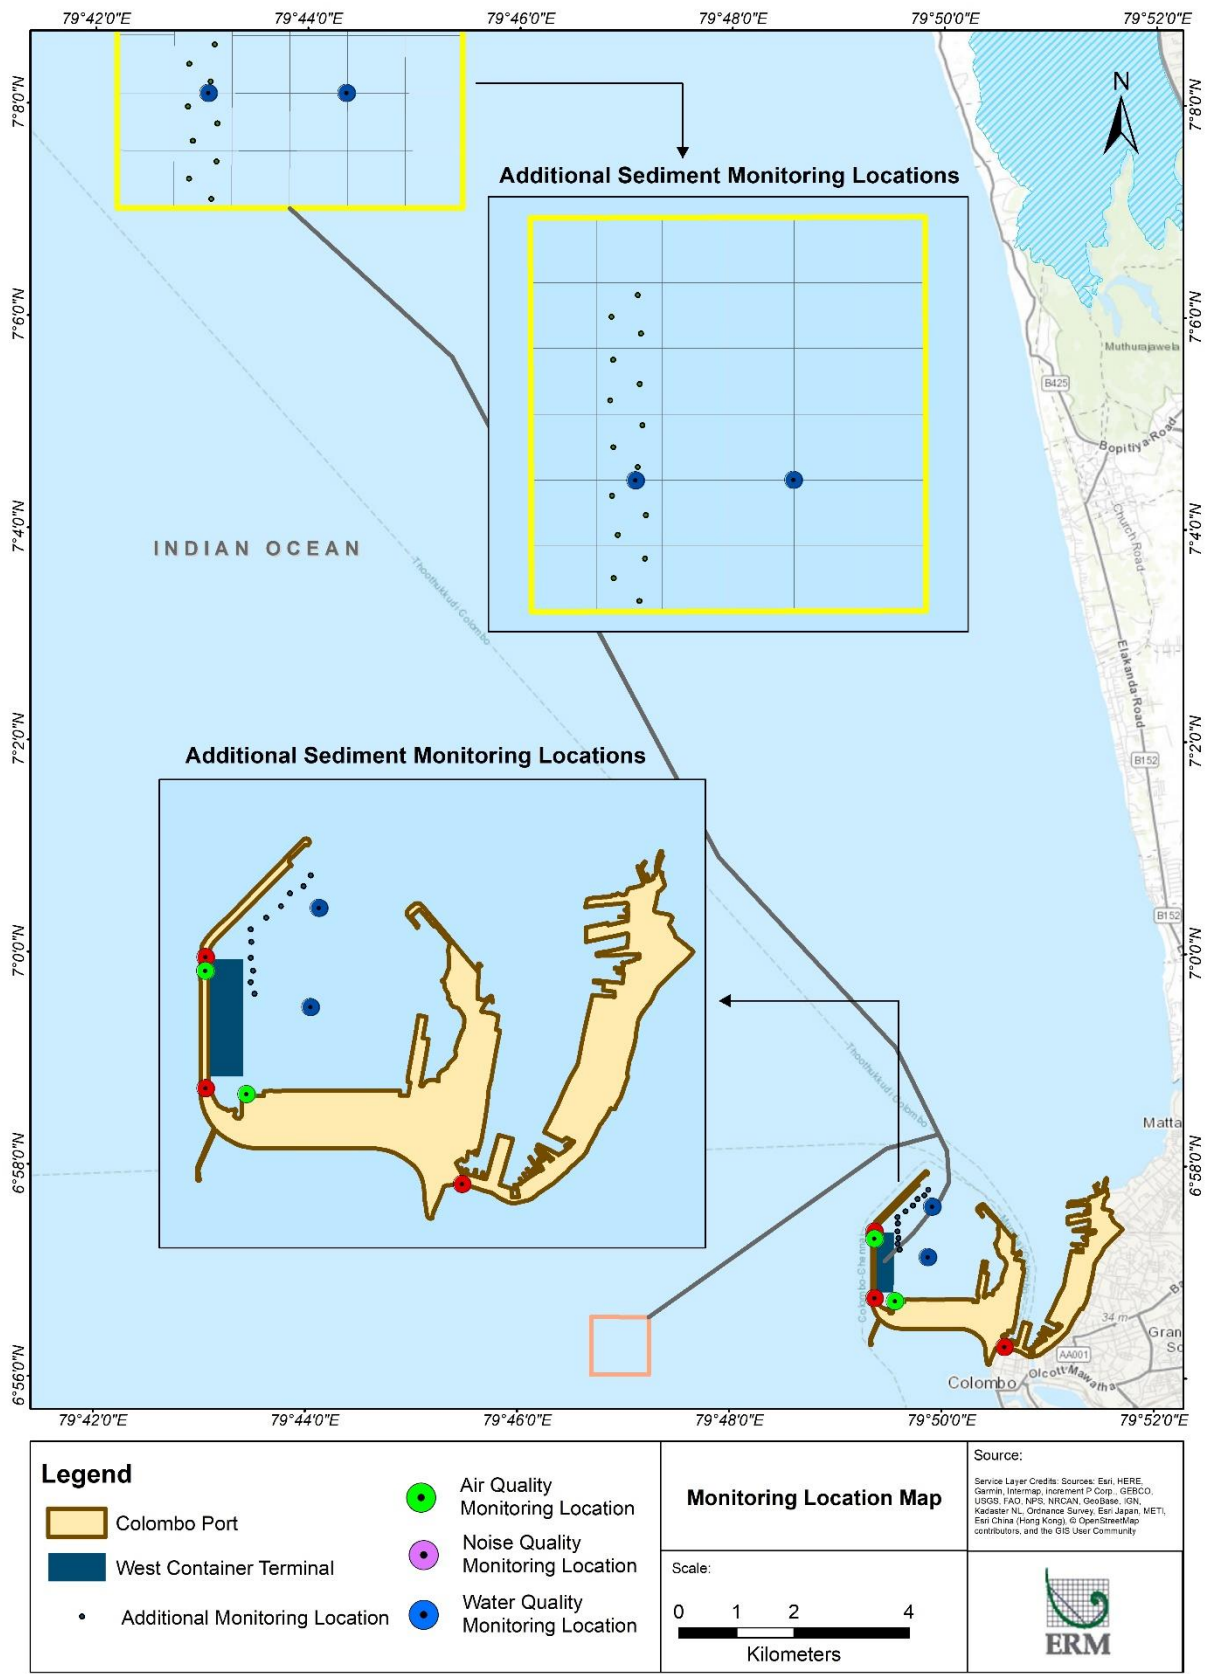 79°42'0"E
79°44'0"E
79°46'0"E
79°48'0"E
79°50'0"E
79°52'0"E
7°8'0"N
7°8'0"N
N
Additional Sediment Monitoring Locations
7°6'0"N
7°6'0"N
Muthurajawela
B425
Bopitiya-Road
Church Road
7°4'0"N
7°4'0"N
INDIAN OCEAN
Thoothukkudi Colombo
Elakanda-Road
7°2'0"N
7°2'0"N
Additional Sediment Monitoring Locations
B152
B152
7°0'0"N
7°0'0"N
Thoothukkudi Colombo
Matta
6°58'0"N
6°58'0"N
Colombo-Chennai
34 m
Gran
AA001
6°56'0"N
Colombo
Olcott-Mawatha
79°42'0"E
79°44'0"E
79°46'0"E
79°48'0"E
79°50'0"E
79°52'0"E
Legend
Colombo Port
West Container Terminal
Additional Monitoring Location
Air Quality
Monitoring Location
Noise Quality
Monitoring Location
Water Quality
Monitoring Location
Monitoring Location Map
Scale:
0 1 2 4
Kilometers
Source:
Service Layer Credits: Sources: Esri, HERE,
Garmin, Intermap, increment P Corp., GEBCO,
USGS, FAO, NPS, NRCAN, GeoBase, IGN,
Kadaster NL, Ordnance Survey, Esri Japan, METI,
Esri China (Hong Kong), © OpenStreetMap
contributors, and the GIS User Community
ERM